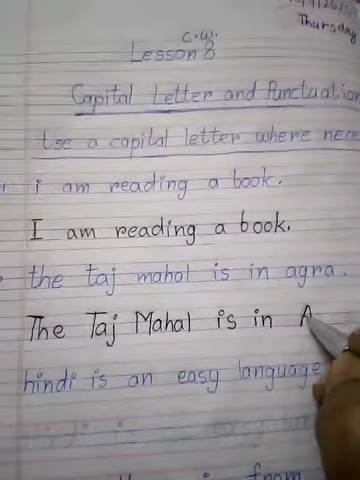 Thursday
C.W.
Lesson 8
Capital Letter and Punctuation
Use a capital letter where nece
i am reading a book.
I am reading a book.
the taj mahal is in agra.
The Taj Mahal is in A
hindi is an easy language
from